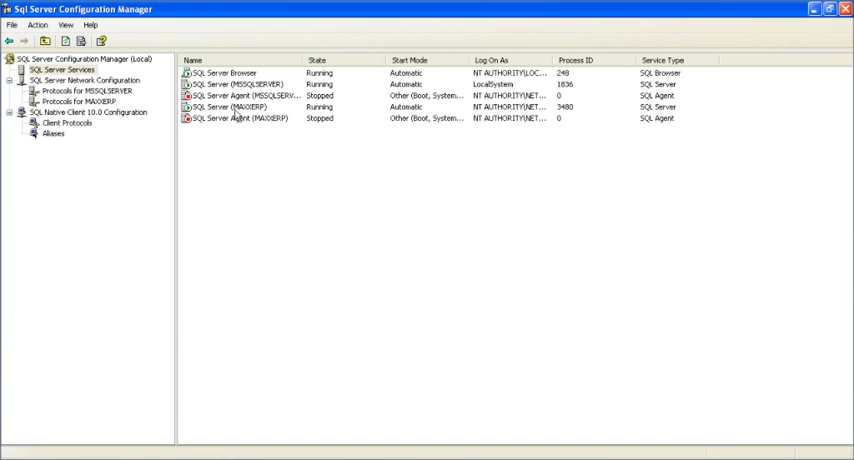 Sql Server Configuration Manager
File Action View Help
SQL Server Configuration Manager (Local)
SQL Server Services
SQL Server Network Configuration
Protocols for MSSQLSERVER
Protocols for MAXXERP
SQL Native Client 10.0 Configuration
Client Protocols
Aliases
Name State Start Mode Log On As Process ID Service Type
SQL Server Browser Running Automatic NT AUTHORITY\LOC... 248 SQL Browser
SQL Server (MSSQLSERVER) Running Automatic LocalSystem 1836 SQL Server
SQL Server Agent (MSSQLSERV... Stopped Other (Boot, System... NT AUTHORITY\NET... 0 SQL Agent
SQL Server (MAXXERP) Running Automatic NT AUTHORITY\NET... 3480 SQL Server
SQL Server Agent (MAXXERP) Stopped Other (Boot, System... NT AUTHORITY\NET... 0 SQL Agent